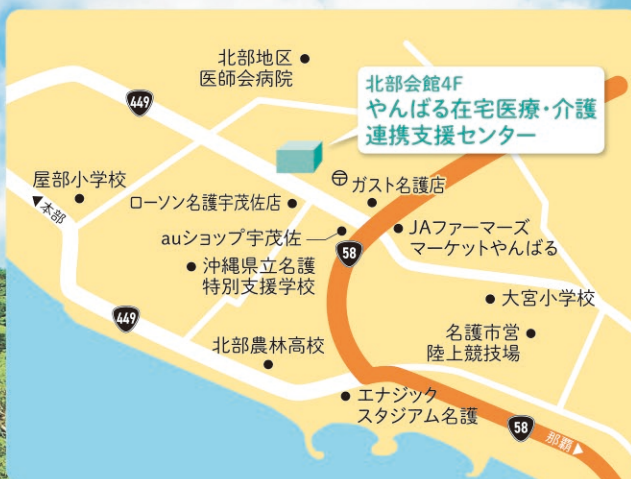 北部地区
医師会病院
北部会館4F
やんばる在宅医療・介護
連携支援センター
449
屋部小学校
本部
ローソン名護宇茂佐店
ガスト名護店
auショップ宇茂佐
JAファーマーズ
マーケットやんばる
58
沖縄県立名護
特別支援学校
大宮小学校
449
北部農林高校
名護市営
陸上競技場
エナジック
スタジアム名護
58
那覇